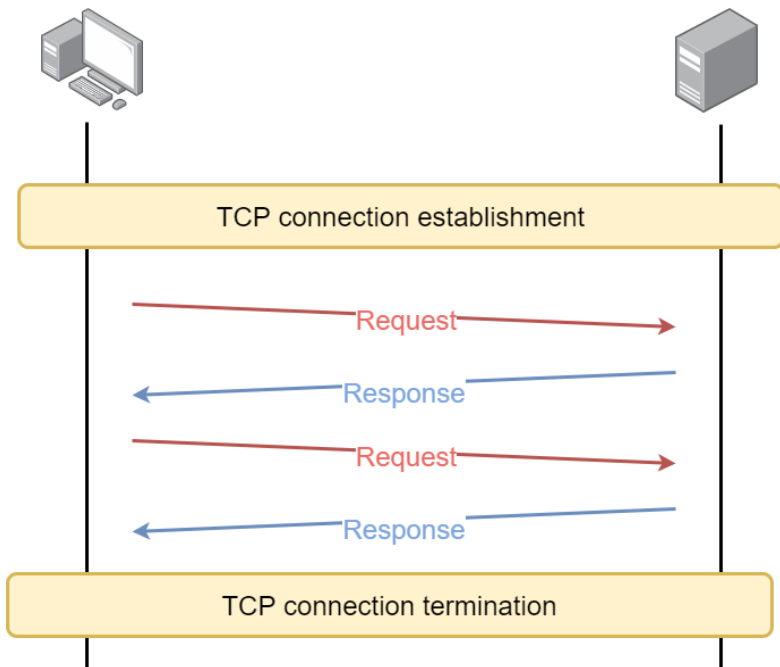 TCP connection establishment
Request
Response
Request
Response
TCP connection termination